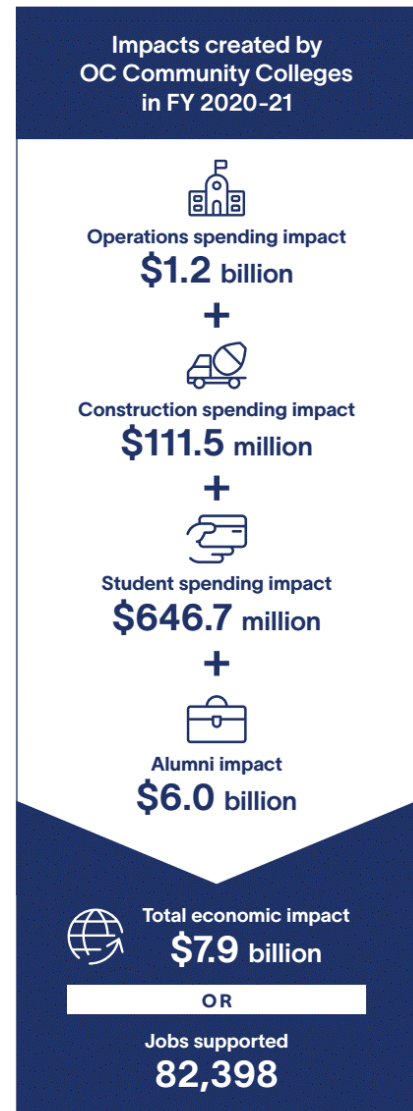 Impacts created by
OC Community Colleges
in FY 2020-21
Operations spending impact
$1.2 billion
+
Construction spending impact
$111.5 million
+
Student spending impact
$646.7 million
+
Alumni impact
$6.0 billion
Total economic impact
$7.9 billion
OR
Jobs supported
82,398